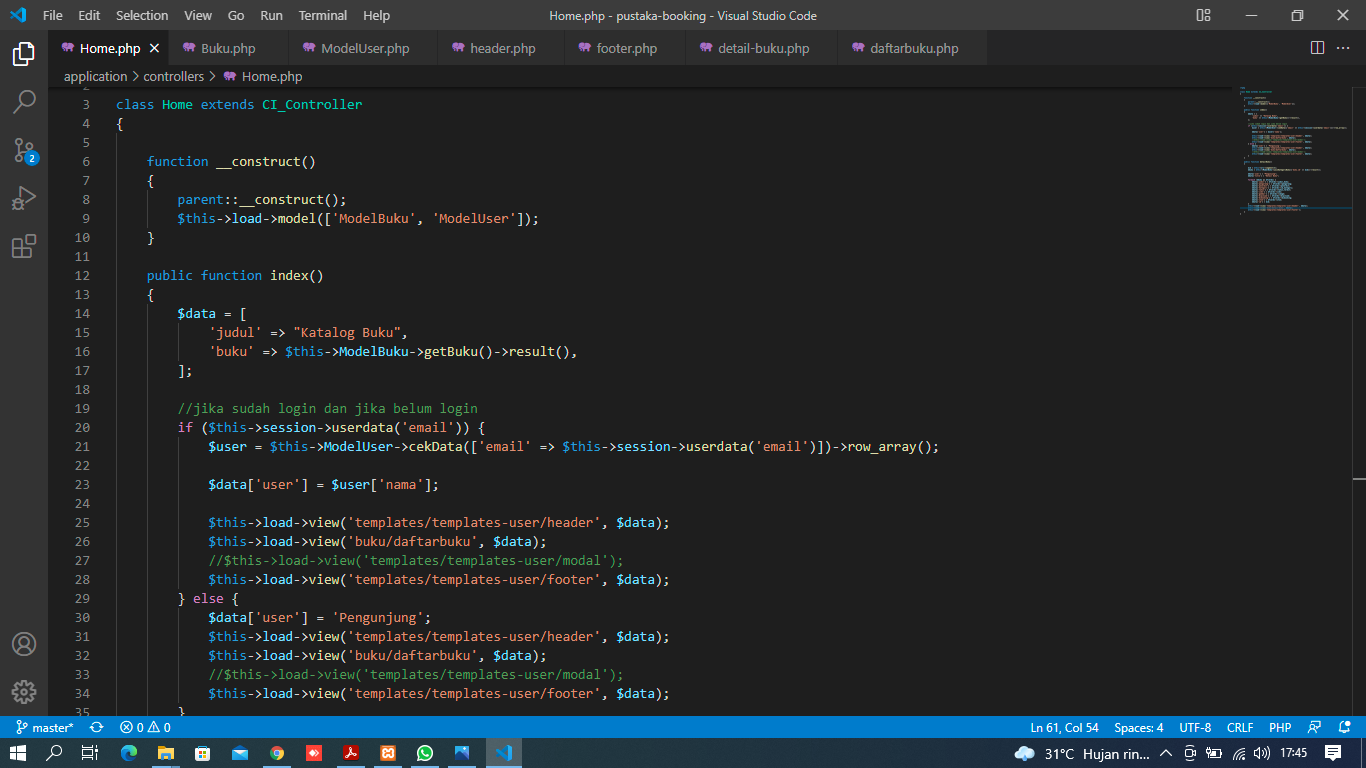 File Edit Selection View Go Run Terminal Help Home.php - pustaka-booking - Visual Studio Code
Home.php Buku.php ModelUser.php header.php footer.php detail-buku.php daftarbuku.php
application > controllers > Home.php
3 class Home extends CI_Controller
4 {
5
6 function __construct()
7 {
8 parent::__construct();
9 $this->load->model(['ModelBuku', 'ModelUser']);
10 }
11
12 public function index()
13 {
14 $data = [
15 'judul' => "Katalog Buku",
16 'buku' => $this->ModelBuku->getBuku()->result(),
17 ];
18
19 //jika sudah login dan jika belum login
20 if ($this->session->userdata('email')) {
21 $user = $this->ModelUser->cekData(['email' => $this->session->userdata('email')])->row_array();
22
23 $data['user'] = $user['nama'];
24
25 $this->load->view('templates/templates-user/header', $data);
26 $this->load->view('buku/daftarbuku', $data);
27 //$this->load->view('templates/templates-user/modal');
28 $this->load->view('templates/templates-user/footer', $data);
29 } else {
30 $data['user'] = 'Pengunjung';
31 $this->load->view('templates/templates-user/header', $data);
32 $this->load->view('buku/daftarbuku', $data);
33 //$this->load->view('templates/templates-user/modal');
34 $this->load->view('templates/templates-user/footer', $data);
35 }
2
master* 0 0 Ln 61, Col 54 Spaces: 4 UTF-8 CRLF PHP
31°C Hujan rin... 17:45